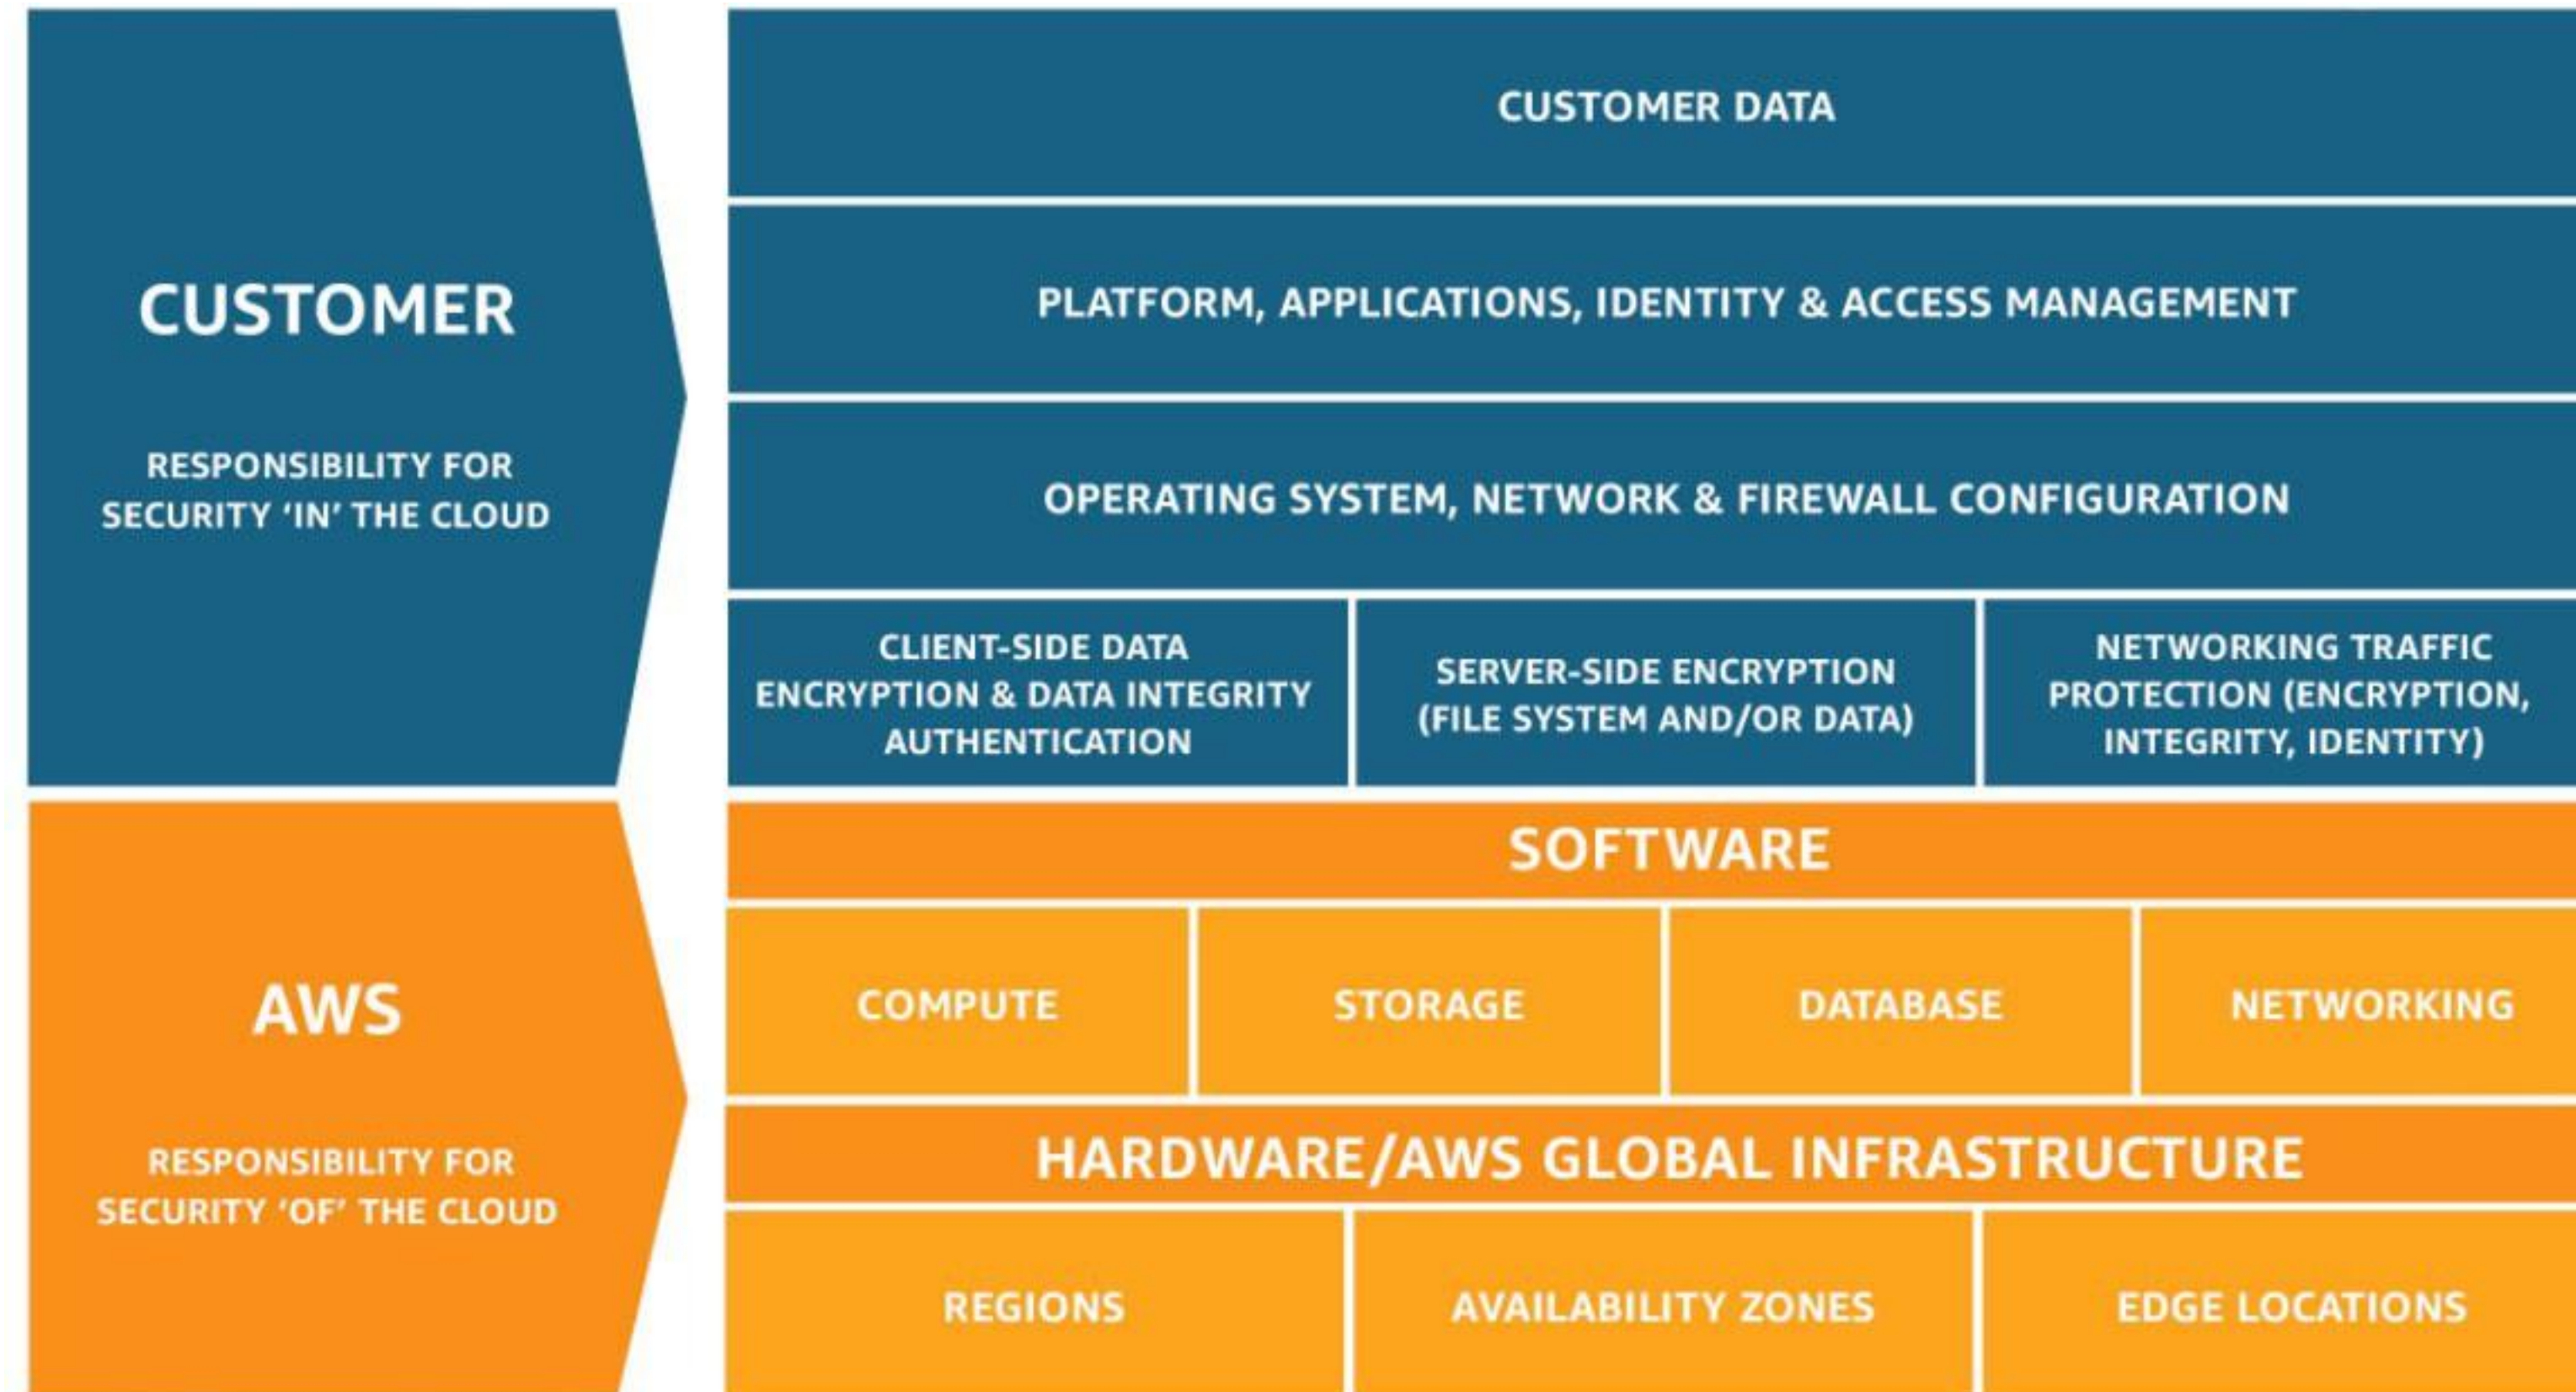 CUSTOMER
RESPONSIBILITY FOR
SECURITY ‘IN’ THE CLOUD
CUSTOMER DATA
PLATFORM, APPLICATIONS, IDENTITY & ACCESS MANAGEMENT
OPERATING SYSTEM, NETWORK & FIREWALL CONFIGURATION
CLIENT-SIDE DATA
ENCRYPTION & DATA INTEGRITY
AUTHENTICATION
SERVER-SIDE ENCRYPTION
(FILE SYSTEM AND/OR DATA)
NETWORKING TRAFFIC
PROTECTION (ENCRYPTION,
INTEGRITY, IDENTITY)
AWS
RESPONSIBILITY FOR
SECURITY ‘OF’ THE CLOUD
SOFTWARE
COMPUTE
STORAGE
DATABASE
NETWORKING
HARDWARE/AWS GLOBAL INFRASTRUCTURE
REGIONS
AVAILABILITY ZONES
EDGE LOCATIONS